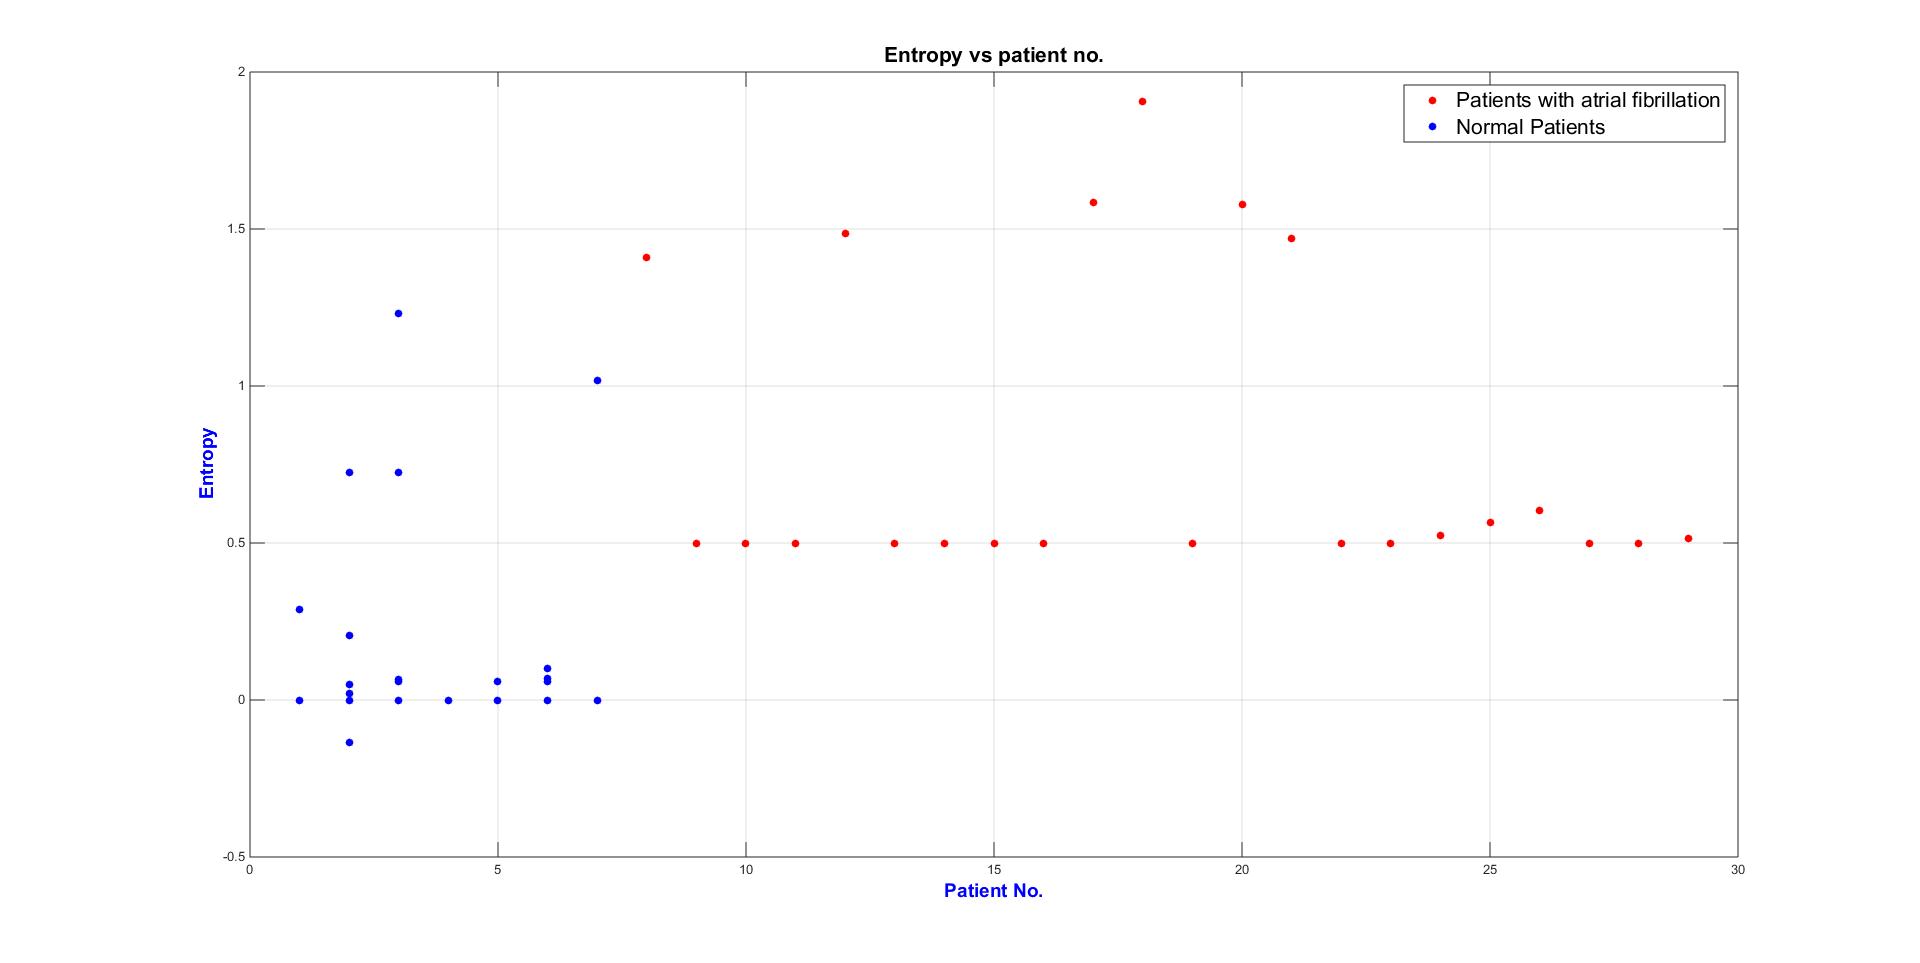 Entropy vs patient no.
Patients with atrial fibrillation
Normal Patients
2
1.5
1
0.5
0
-0.5
Entropy
0 5 10 15 20 25 30
Patient No.